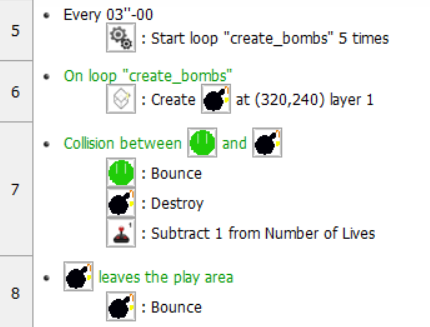 5
Every 03"-00
: Start loop "create_bombs" 5 times
6
On loop "create_bombs"
: Create at (320,240) layer 1
7
Collision between and
: Bounce
: Destroy
: Subtract 1 from Number of Lives
8
leaves the play area
: Bounce